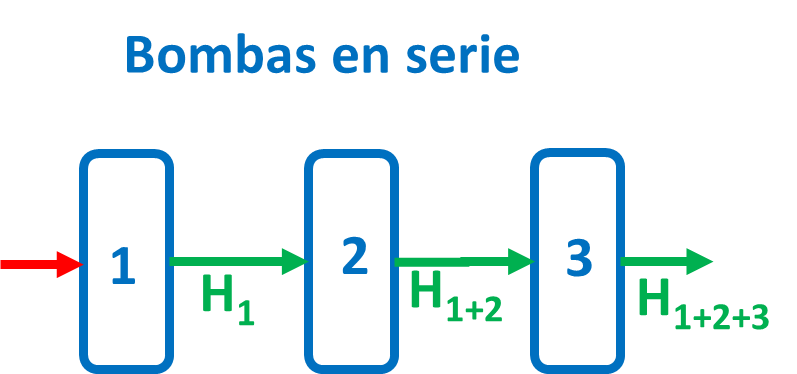 Bombas en serie
1
2
3
H1
H1+2
H1+2+3